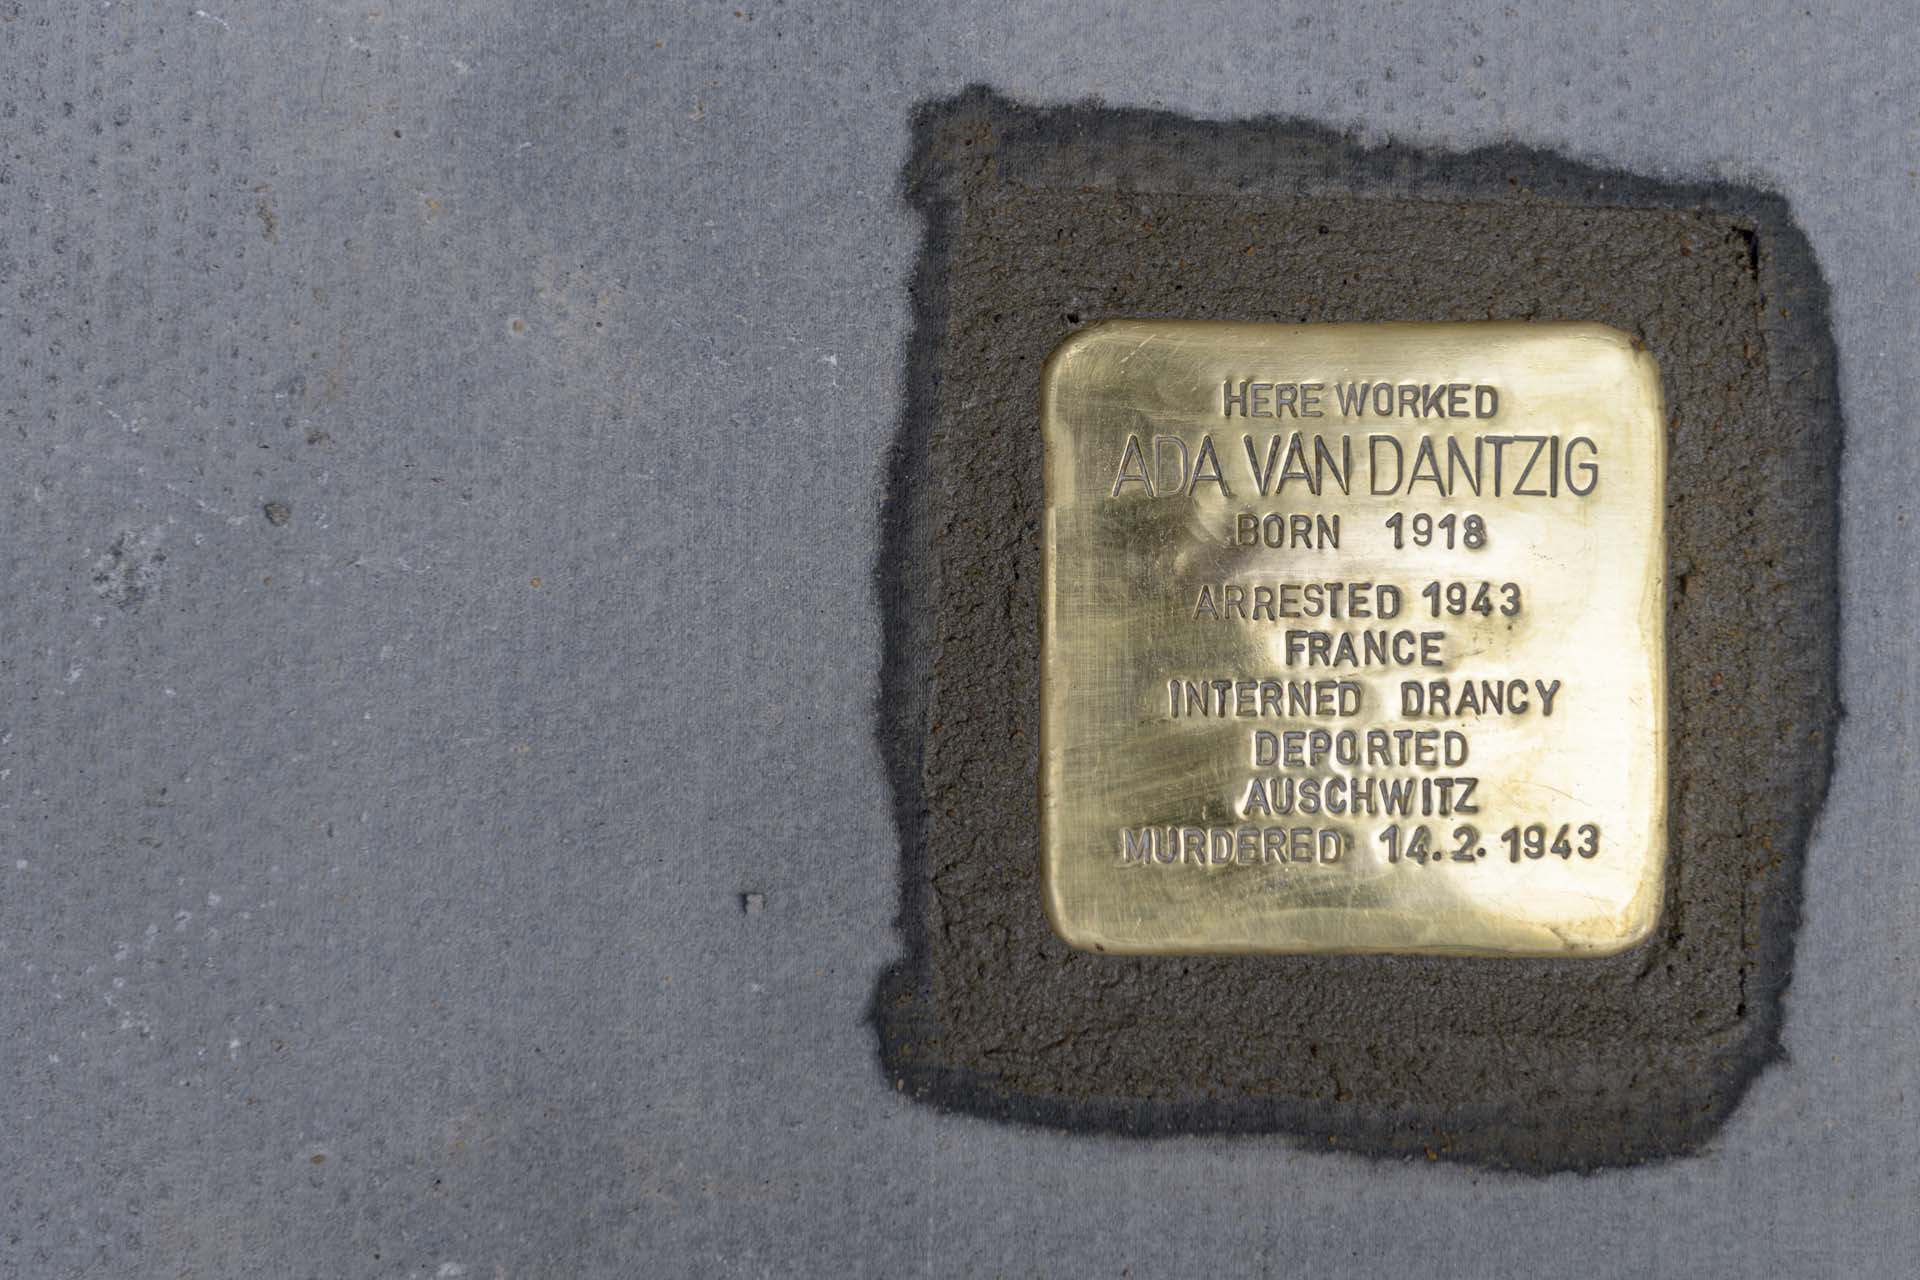 HERE WORKED
ADA VAN DANTZIG
BORN 1918
ARRESTED 1943
FRANCE
INTERNED DRANCY
DEPORTED
AUSCHWITZ
MURDERED 14.2.1943